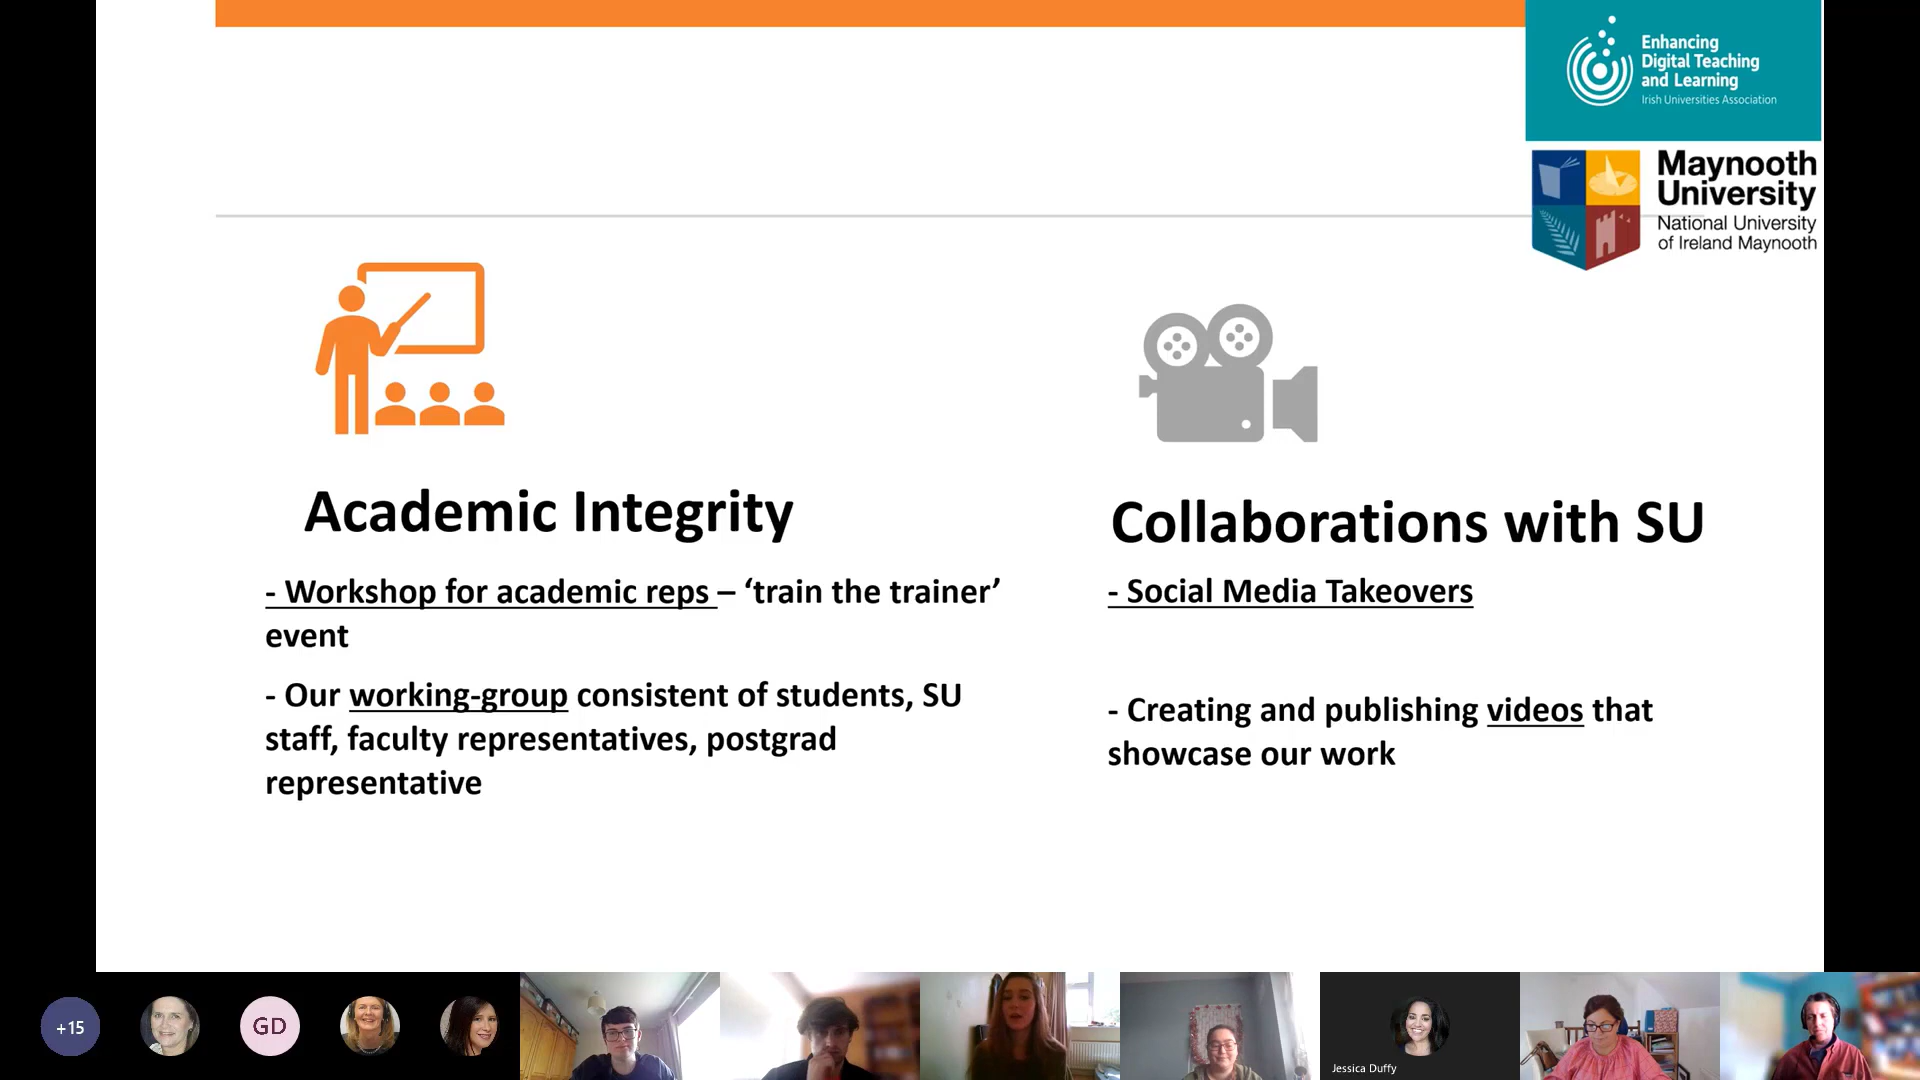 Enhancing
Digital Teaching
and Learning
Irish Universities Association
Maynooth
University
National University
of Ireland Maynooth
Academic Integrity
- Workshop for academic reps – ‘train the trainer’
event
- Our working-group consistent of students, SU
staff, faculty representatives, postgrad
representative
Collaborations with SU
- Social Media Takeovers
- Creating and publishing videos that
showcase our work
+15
GD
Jessica Duffy